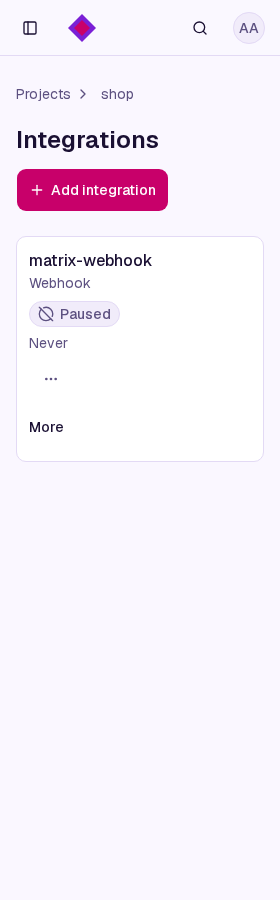 AA
Projects > shop
Integrations
+ Add integration
matrix-webhook
Webhook
Paused
Never
...
More